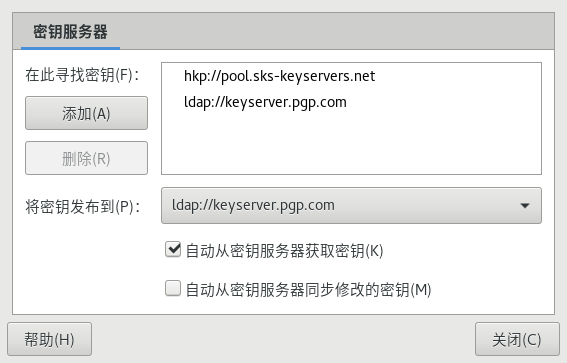 密钥服务器
在此寻找密钥(F)：
hkp://pool.sks-keyservers.net
ldap://keyserver.pgp.com
添加(A)
删除(R)
将密钥发布到(P)：
ldap://keyserver.pgp.com
自动从密钥服务器获取密钥(K)
自动从密钥服务器同步修改的密钥(M)
帮助(H)
关闭(C)